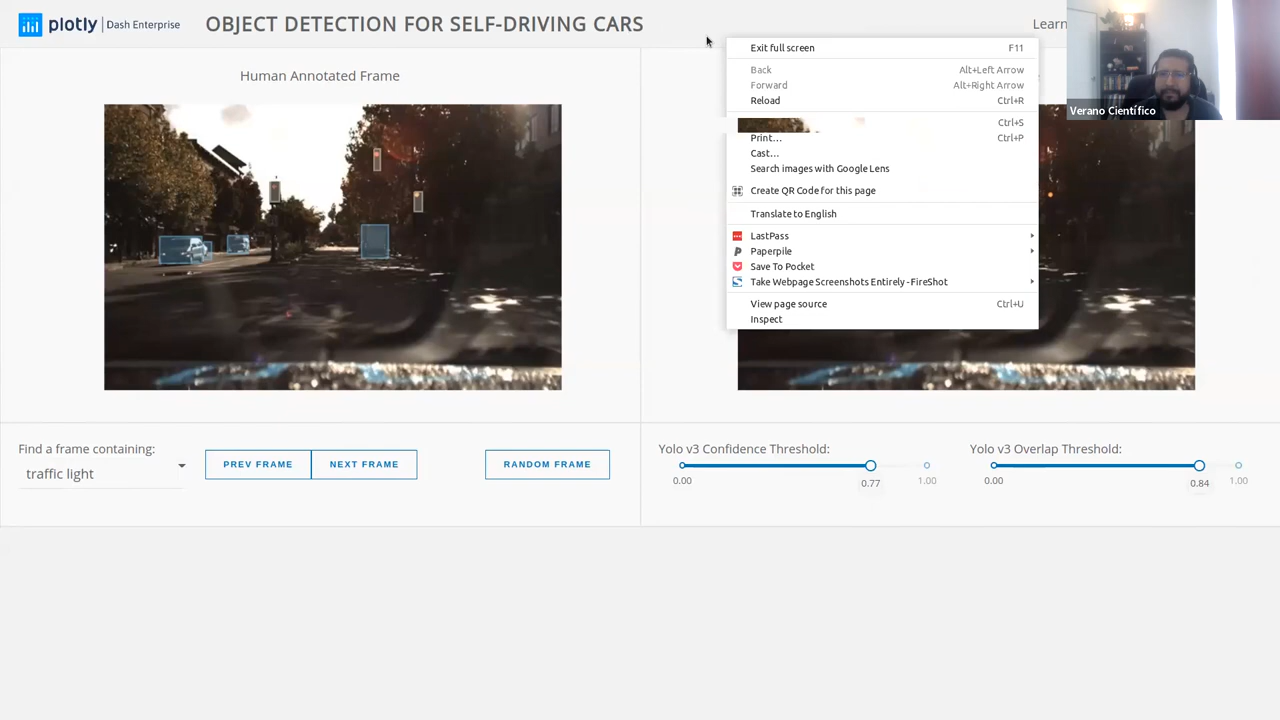 plotly | Dash Enterprise
OBJECT DETECTION FOR SELF-DRIVING CARS
Learn
Verano Científico
Human Annotated Frame
Exit full screen F11
Back Alt+Left Arrow
Forward Alt+Right Arrow
Reload Ctrl+R
Ctrl+S
Print... Ctrl+P
Cast...
Search images with Google Lens
Create QR Code for this page
Translate to English
LastPass
Paperpile
Save To Pocket
Take Webpage Screenshots Entirely - FireShot
View page source Ctrl+U
Inspect
Find a frame containing:
traffic light
PREV FRAME
NEXT FRAME
RANDOM FRAME
Yolo v3 Confidence Threshold:
0.00 0.77 1.00
Yolo v3 Overlap Threshold:
0.00 0.84 1.00